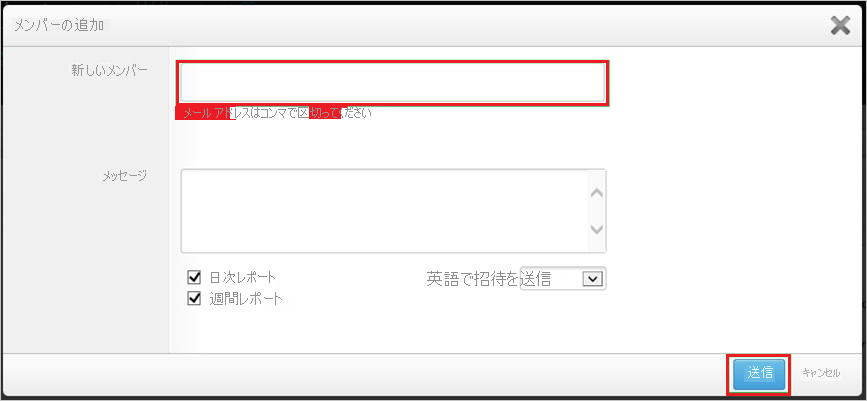 メンバーの追加
新しいメンバー
メール アドレスはコンマで区切ってください
メッセージ
日次レポート
英語で招待を送信
週間レポート
送信
キャンセル